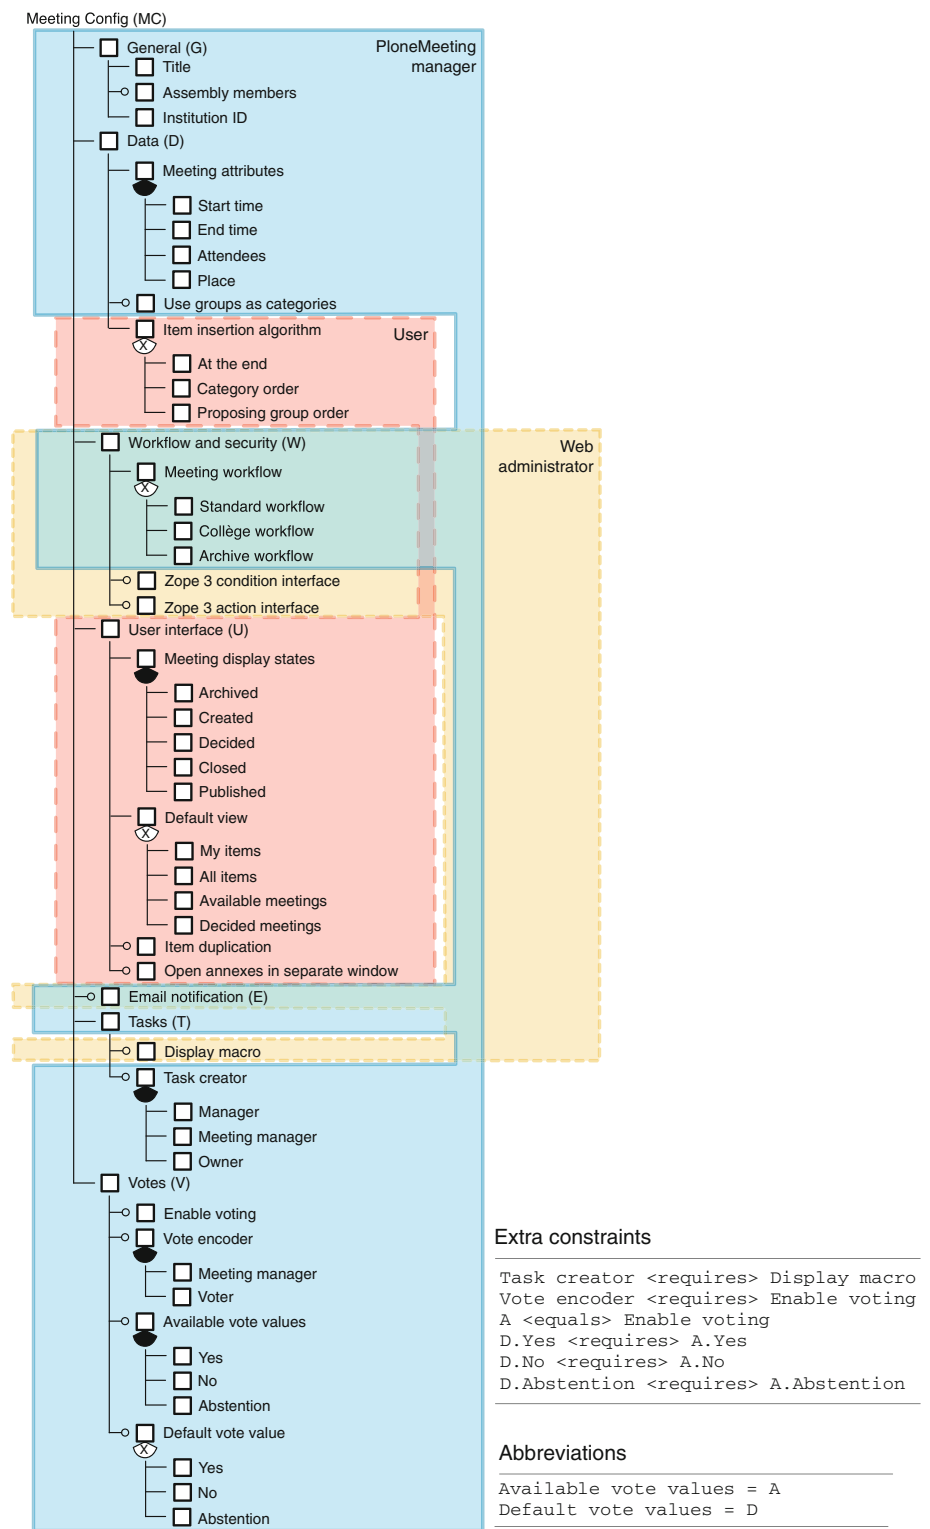 Meeting Config (MC)
General (G)
PloneMeeting
manager
Title
Assembly members
Institution ID
Data (D)
Meeting attributes
Start time
End time
Attendees
Place
Use groups as categories
Item insertion algorithm
User
X
At the end
Category order
Proposing group order
Workflow and security (W)
Web
administrator
Meeting workflow
X
Standard workflow
Collège workflow
Archive workflow
Zope 3 condition interface
Zope 3 action interface
User interface (U)
Meeting display states
Archived
Created
Decided
Closed
Published
Default view
X
My items
All items
Available meetings
Decided meetings
Item duplication
Open annexes in separate window
Email notification (E)
Tasks (T)
Display macro
Task creator
Manager
Meeting manager
Owner
Votes (V)
Enable voting
Vote encoder
Meeting manager
Voter
Available vote values
Yes
No
Abstention
Default vote value
X
Yes
No
Abstention
Extra constraints
Task creator <requires> Display macro
Vote encoder <requires> Enable voting
A <equals> Enable voting
D.Yes <requires> A.Yes
D.No <requires> A.No
D.Abstention <requires> A.Abstention
Abbreviations
Available vote values = A
Default vote values = D